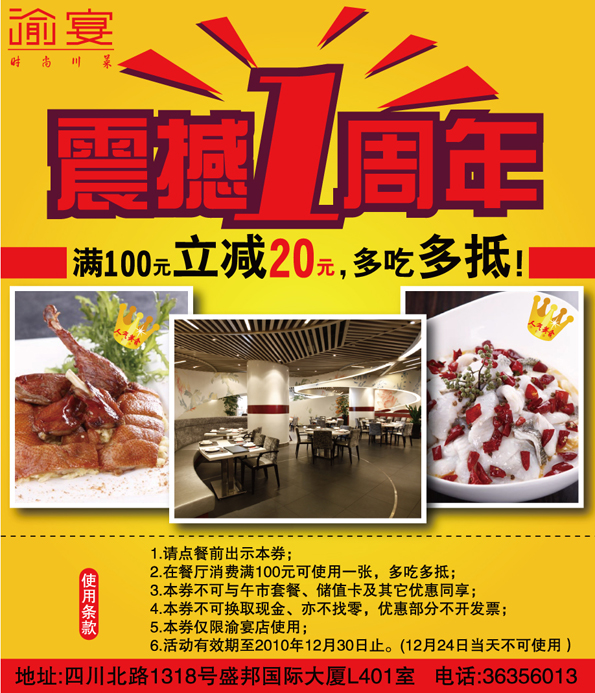 渝宴
时尚川菜
震撼1周年
满100元立减20元，多吃多抵！
人气美食
人气美食
使用条款
1.请点餐前出示本券；
2.在餐厅消费满100元可使用一张，多吃多抵；
3.本券不可与午市套餐、储值卡及其它优惠同享；
4.本券不可换取现金、亦不找零，优惠部分不开发票；
5.本券仅限渝宴店使用；
6.活动有效期至2010年12月30日止。(12月24日当天不可使用）
地址:四川北路1318号盛邦国际大厦L401室 电话:36356013